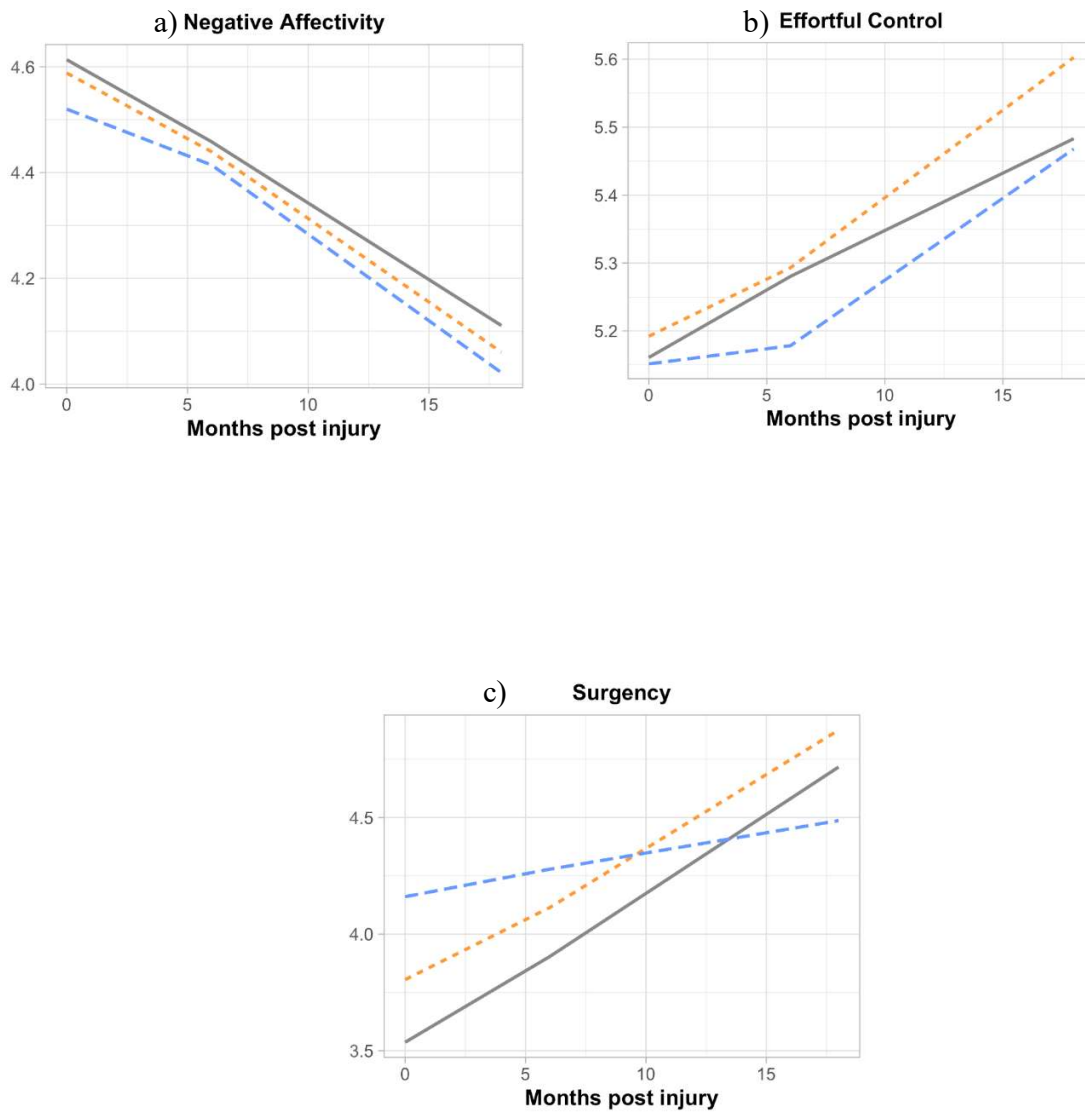 a) Negative Affectivity
4.6
4.4
4.2
4.0
0 5 10 15
Months post injury
b) Effortful Control
5.6
5.5
5.4
5.3
5.2
0 5 10 15
Months post injury
c) Surgency
4.5
4.0
3.5
0 5 10 15
Months post injury